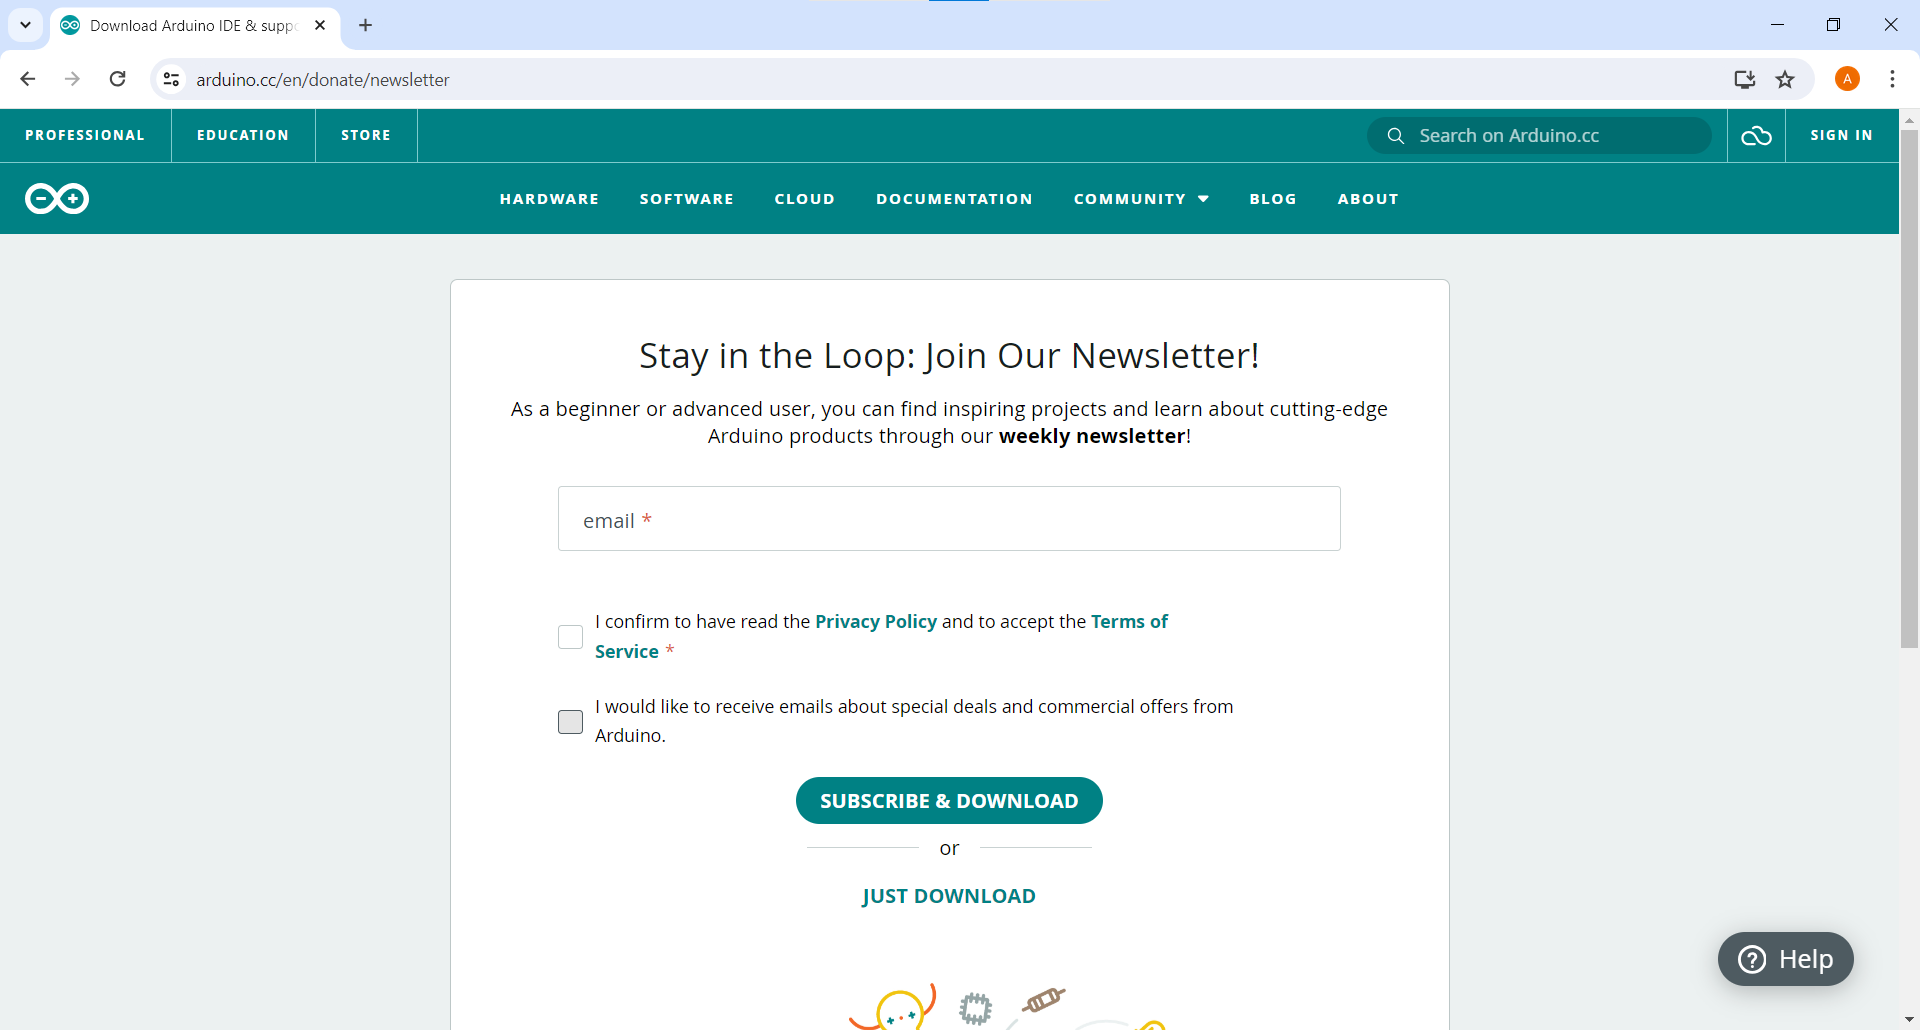 Download Arduino IDE & supp
arduino.cc/en/donate/newsletter
A
PROFESSIONAL
EDUCATION
STORE
Search on Arduino.cc
SIGN IN
HARDWARE
SOFTWARE
CLOUD
DOCUMENTATION
COMMUNITY
BLOG
ABOUT
Stay in the Loop: Join Our Newsletter!
As a beginner or advanced user, you can find inspiring projects and learn about cutting-edge
Arduino products through our weekly newsletter!
email *
I confirm to have read the Privacy Policy and to accept the Terms of
Service *
I would like to receive emails about special deals and commercial offers from
Arduino.
SUBSCRIBE & DOWNLOAD
or
JUST DOWNLOAD
Help